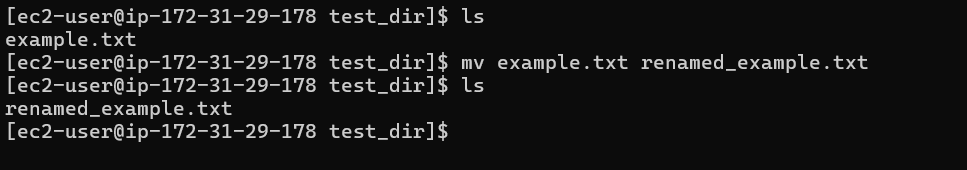 [ec2-user@ip-172-31-29-178 test_dir]$ ls
example.txt
[ec2-user@ip-172-31-29-178 test_dir]$ mv example.txt renamed_example.txt
[ec2-user@ip-172-31-29-178 test_dir]$ ls
renamed_example.txt
[ec2-user@ip-172-31-29-178 test_dir]$